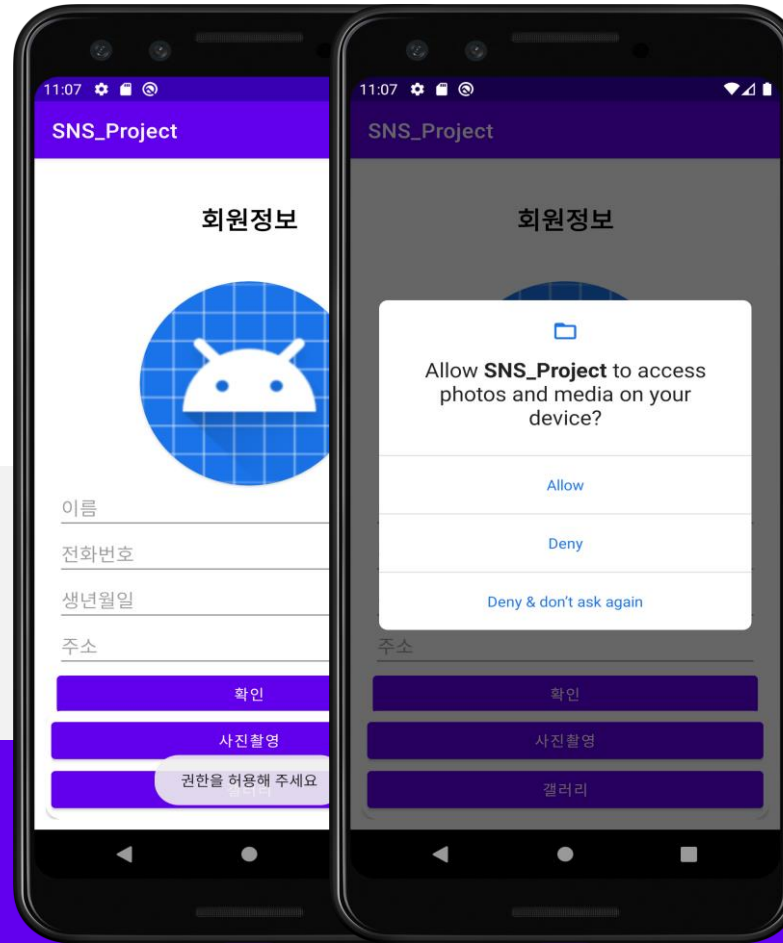 11:07
SNS_Project
회원정보
이름
전화번호
생년월일
주소
확인
사진촬영
권한을 허용해 주세요
11:07
SNS_Project
회원정보
Allow SNS_Project to access
photos and media on your
device?
Allow
Deny
Deny & don't ask again
주소
확인
사진촬영
갤러리